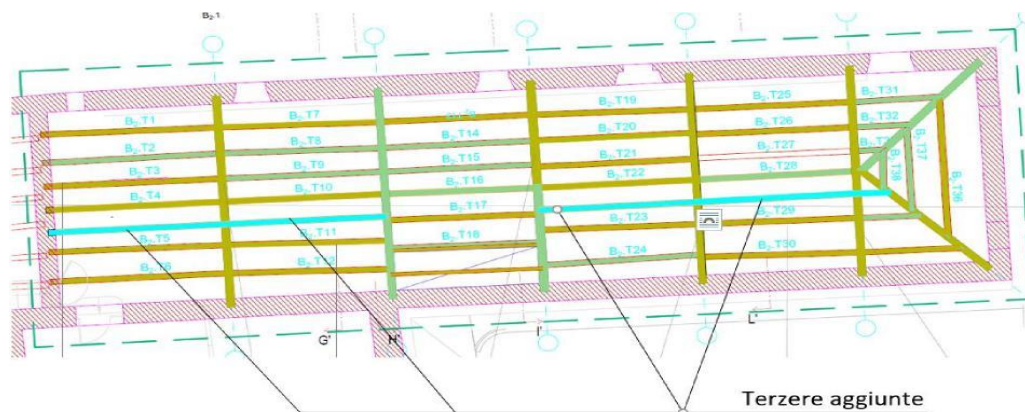 B₂.1
B₂.T1
B₂.T2
B₂.T3
B₂.T4
B₂.T5
B₂.T6
B₂.T7
B₂.T8
B₂.T9
B₂.T10
B₂.T11
B₂.T12
B₂.T14
B₂.T15
B₂.T16
B₂.T17
B₂.T18
B₂.T19
B₂.T20
B₂.T21
B₂.T22
B₂.T23
B₂.T24
B₂.T25
B₂.T26
B₂.T27
B₂.T28
B₂.T29
B₂.T30
B₂.T31
B₂.T32
B₂.T37
B₂.T38
B₂.T36
G'
H'
I'
L'
Terzere aggiunte